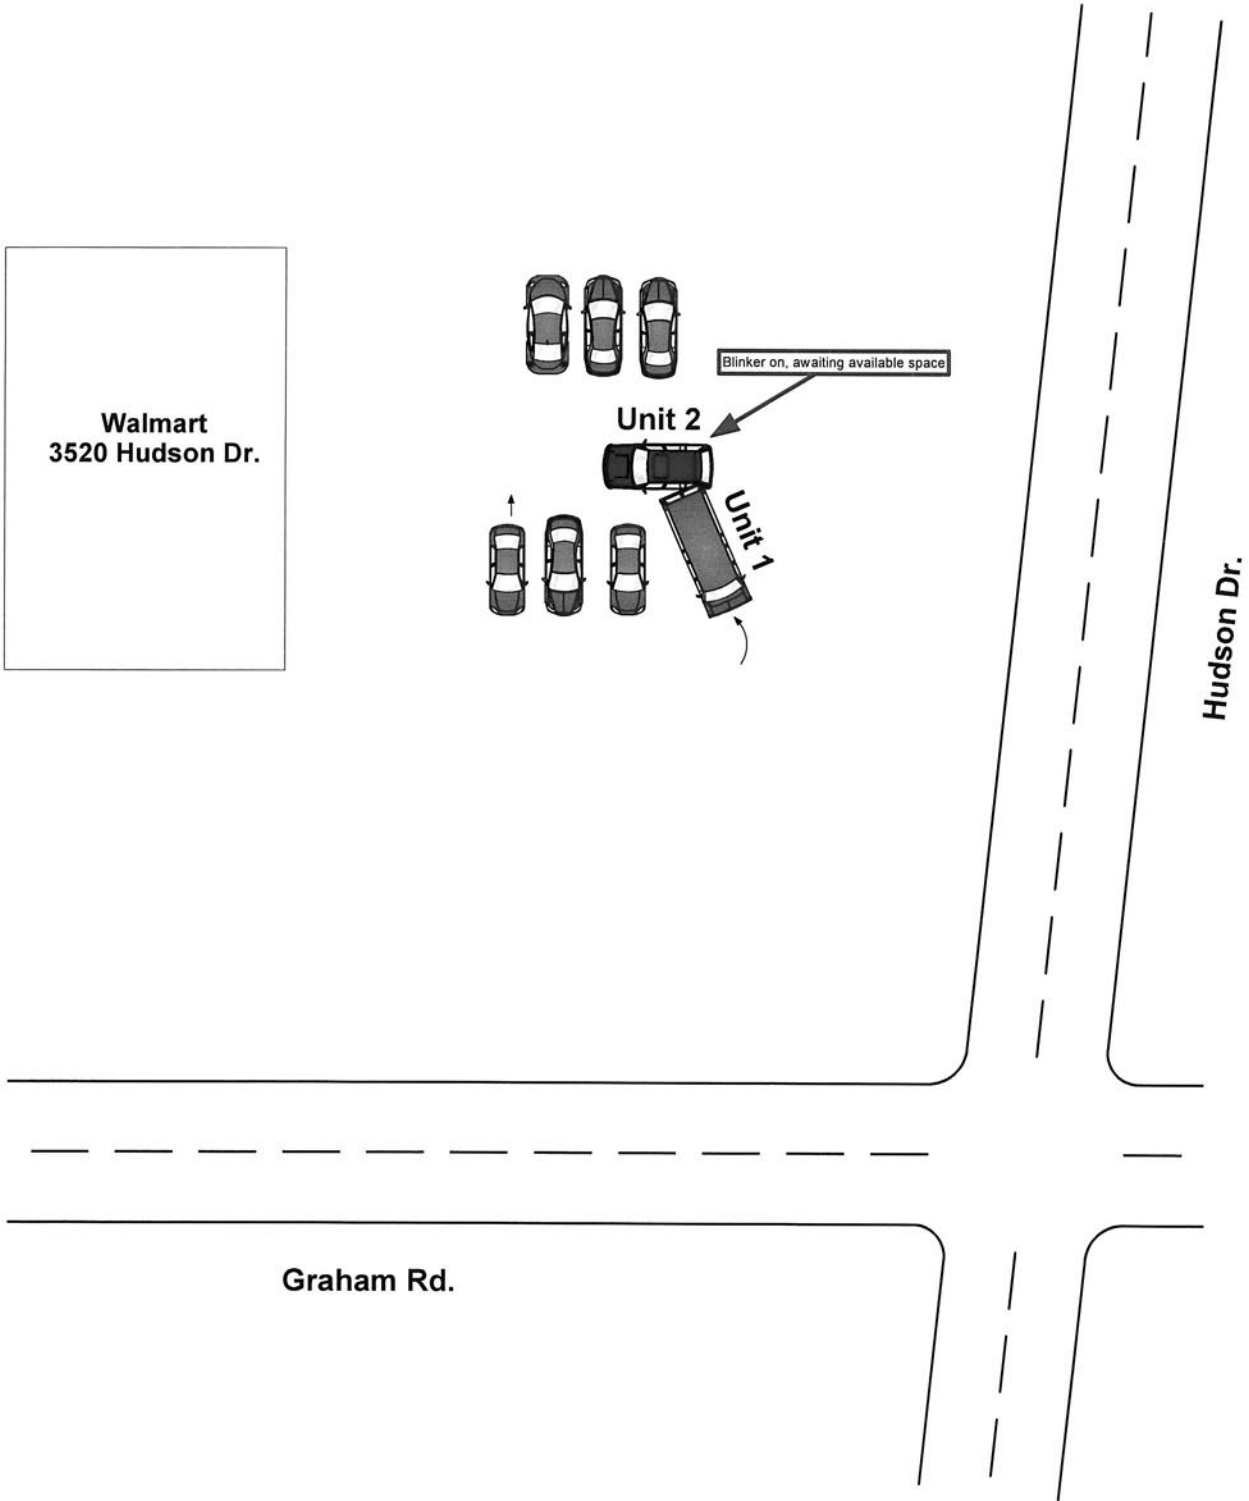 Blinker on, awaiting available space
Unit 2
Walmart
3520 Hudson Dr.
Unit 1
Hudson Dr.
Graham Rd.